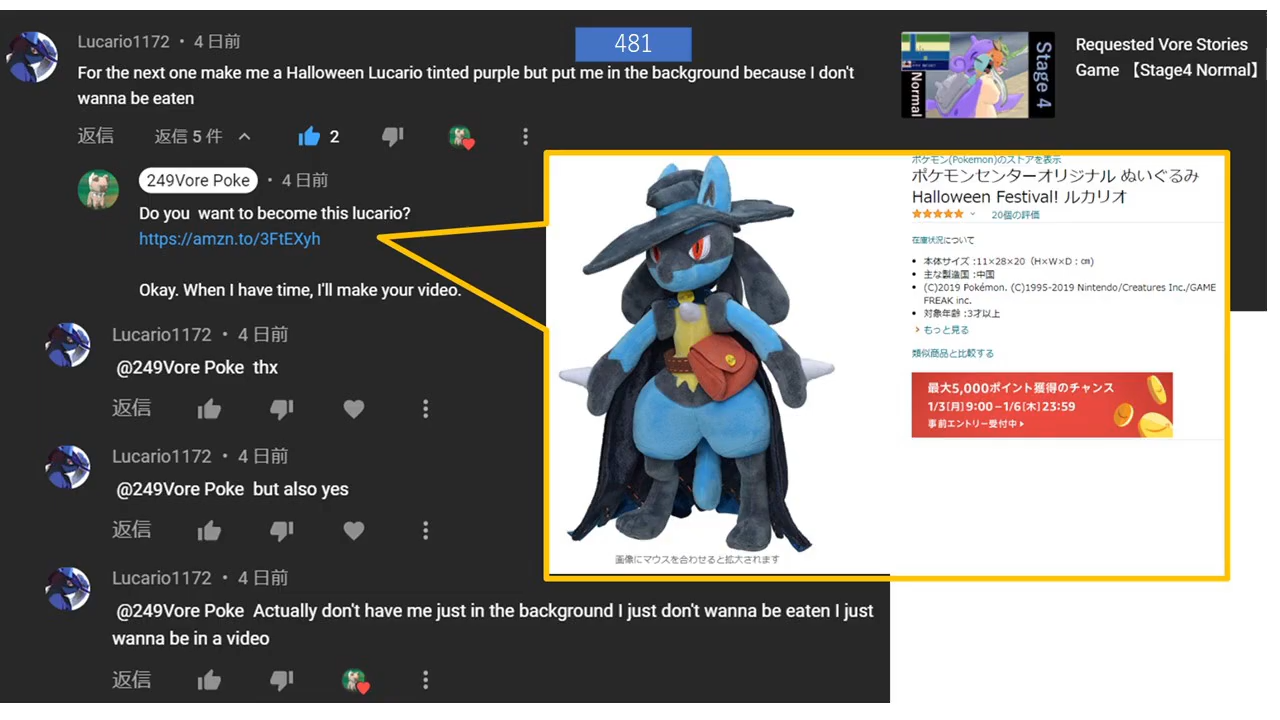 Lucario1172 • 4 日前
481
For the next one make me a Halloween Lucario tinted purple but put me in the background because I don't
wanna be eaten
返信 返信 5 件 2
Normal
Stage 4
Requested Vore Stories
Game 【Stage4 Normal】
249Vore Poke • 4 日前
Do you want to become this lucario?
https://amzn.to/3FtEXyh
Okay. When I have time, I'll make your video.
Lucario1172 • 4 日前
@249Vore Poke thx
返信
Lucario1172 • 4 日前
@249Vore Poke but also yes
返信
Lucario1172 • 4 日前
@249Vore Poke Actually don't have me just in the background I just don't wanna be eaten I just
wanna be in a video
返信
ポケモン(Pokemon)のストアを表示
ポケモンセンターオリジナル ぬいぐるみ
Halloween Festival! ルカリオ
20個の評価
在庫状況について
• 本体サイズ :11×28×20（H×W×D : ㎝)
• 主な製造国 :中国
• (C)2019 Pokémon. (C)1995-2019 Nintendo/Creatures Inc./GAME
FREAK inc.
• 対象年齢 :3才以上
› もっと見る
類似商品と比較する
最大5,000ポイント獲得のチャンス
1/3[月]9:00－1/6[木]23:59
事前エントリー受付中▶
画像にマウスを合わせると拡大されます